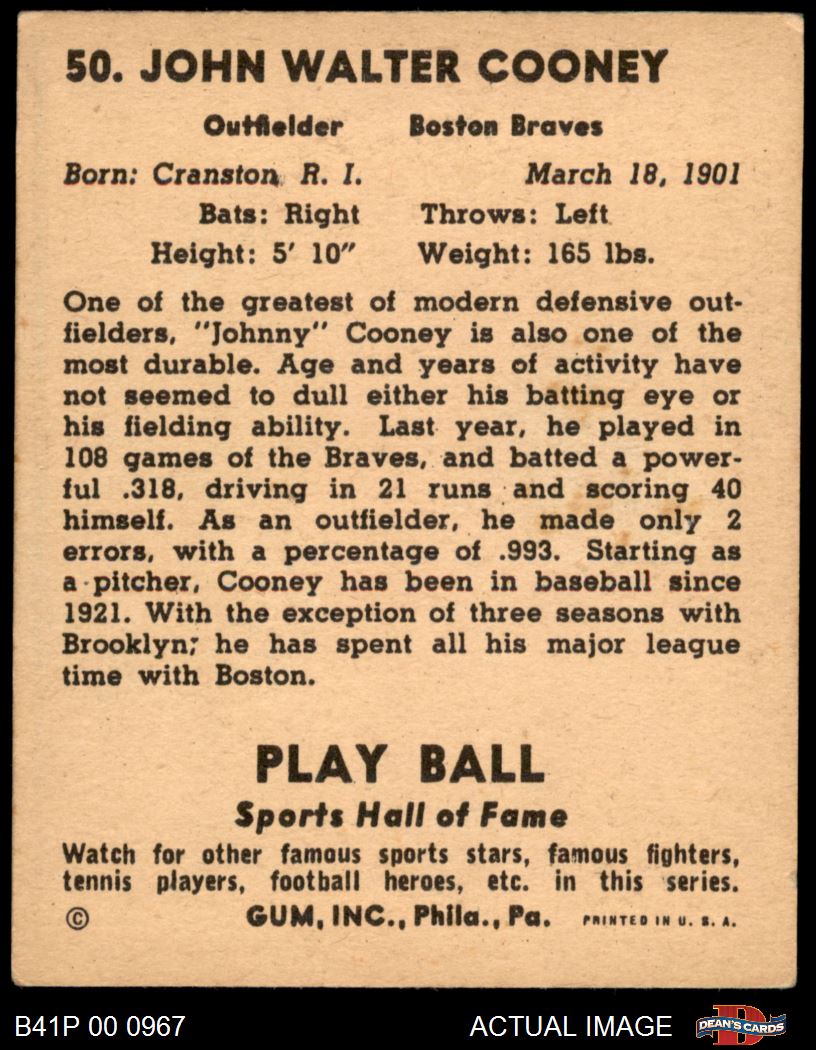 50. JOHN WALTER COONEY
Outfielder Boston Braves
Born: Cranston, R. I. March 18, 1901
Bats: Right Throws: Left
Height: 5' 10" Weight: 165 lbs.
One of the greatest of modern defensive out-
fielders, "Johnny" Cooney is also one of the
most durable. Age and years of activity have
not seemed to dull either his batting eye or
his fielding ability. Last year, he played in
108 games of the Braves, and batted a power-
ful .318, driving in 21 runs and scoring 40
himself. As an outfielder, he made only 2
errors, with a percentage of .993. Starting as
a pitcher, Cooney has been in baseball since
1921. With the exception of three seasons with
Brooklyn; he has spent all his major league
time with Boston.
PLAY BALL
Sports Hall of Fame
Watch for other famous sports stars, famous fighters,
tennis players, football heroes, etc. in this series.
© GUM, INC., Phila., Pa. PRINTED IN U. S. A.
B41P 00 0967 ACTUAL IMAGE DEAN'S CARDS